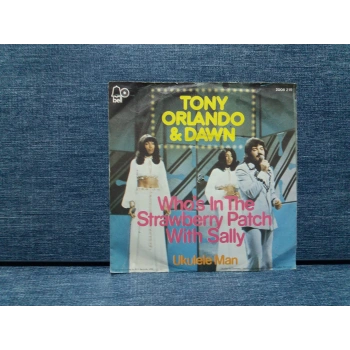 bell
TONY
ORLANDO
& DAWN
Who's In The
Strawberry Patch
With Sally
Ukulele Man